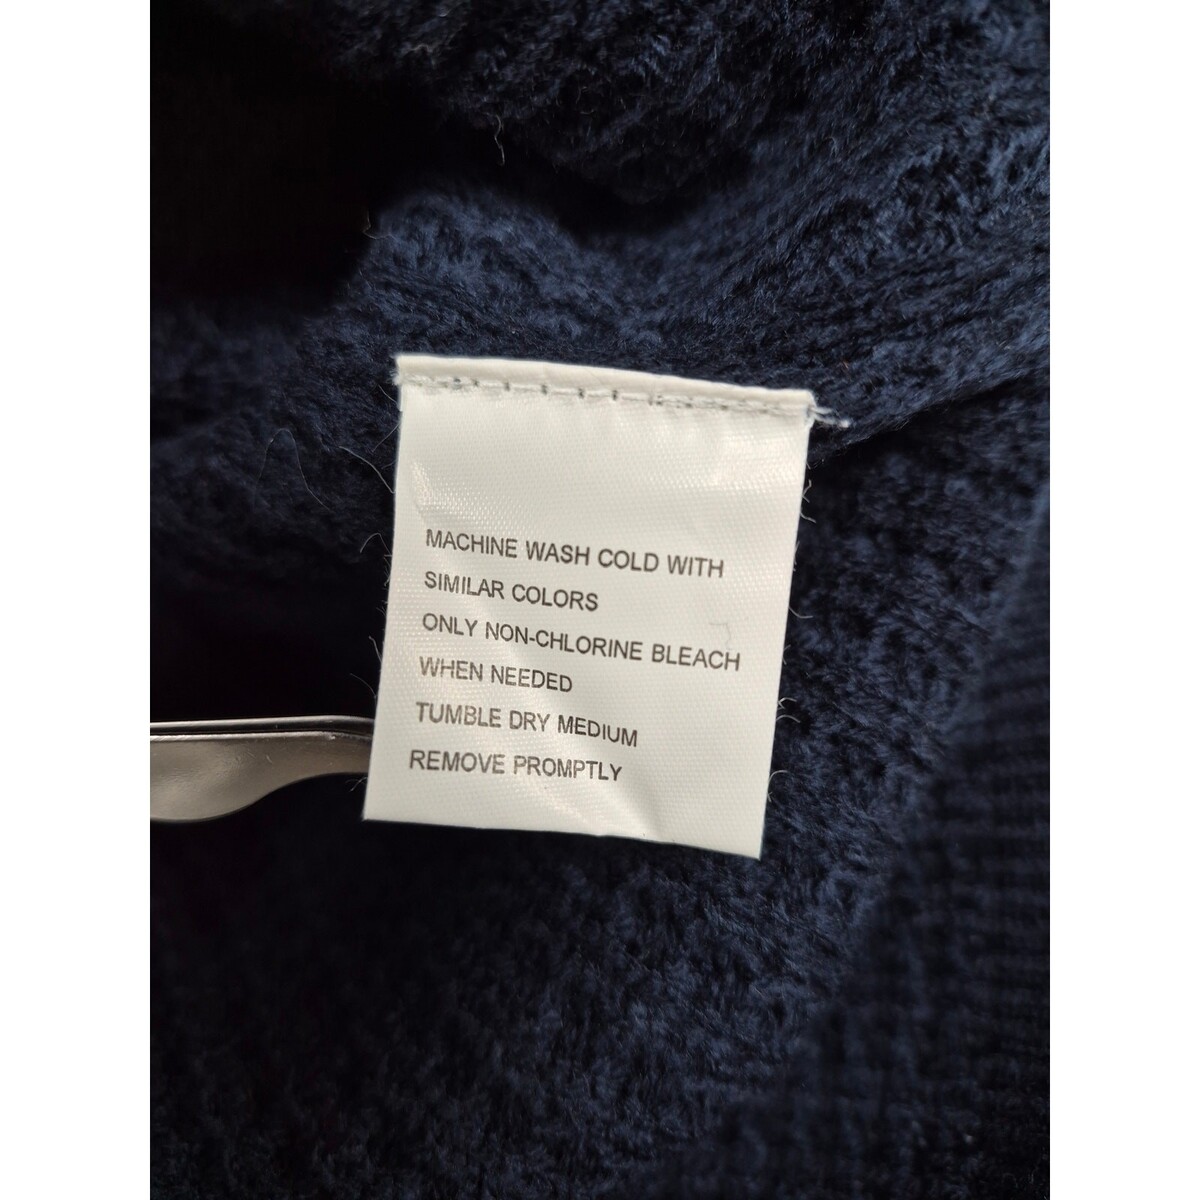 MACHINE WASH COLD WITH
SIMILAR COLORS
ONLY NON-CHLORINE BLEACH
WHEN NEEDED
TUMBLE DRY MEDIUM
REMOVE PROMPTLY